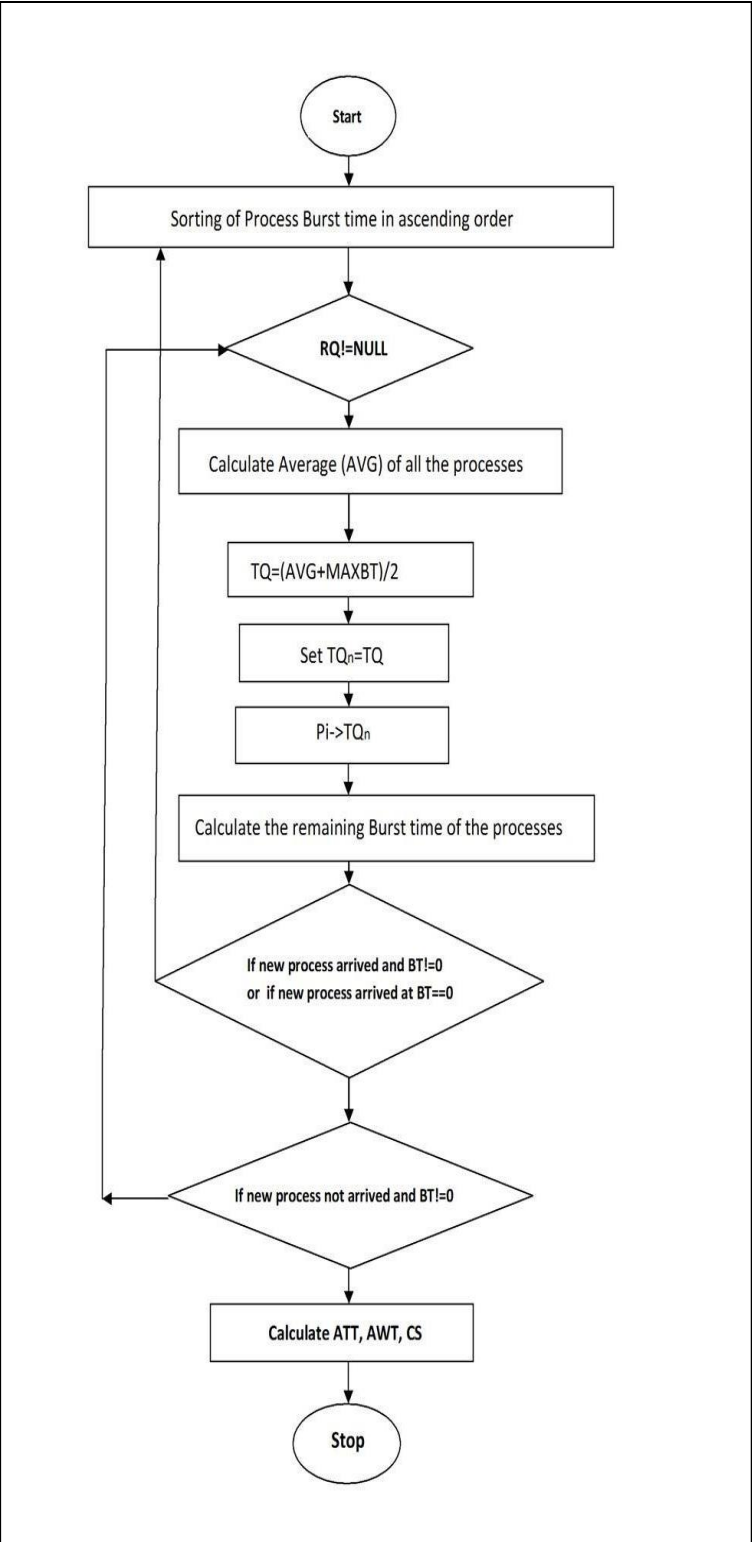 Start
Sorting of Process Burst time in ascending order
RQ!=NULL
Calculate Average (AVG) of all the processes
TQ=(AVG+MAXBT)/2
Set TQn=TQ
Pi->TQn
Calculate the remaining Burst time of the processes
If new process arrived and BT!=0
or if new process arrived at BT==0
If new process not arrived and BT!=0
Calculate ATT, AWT, CS
Stop